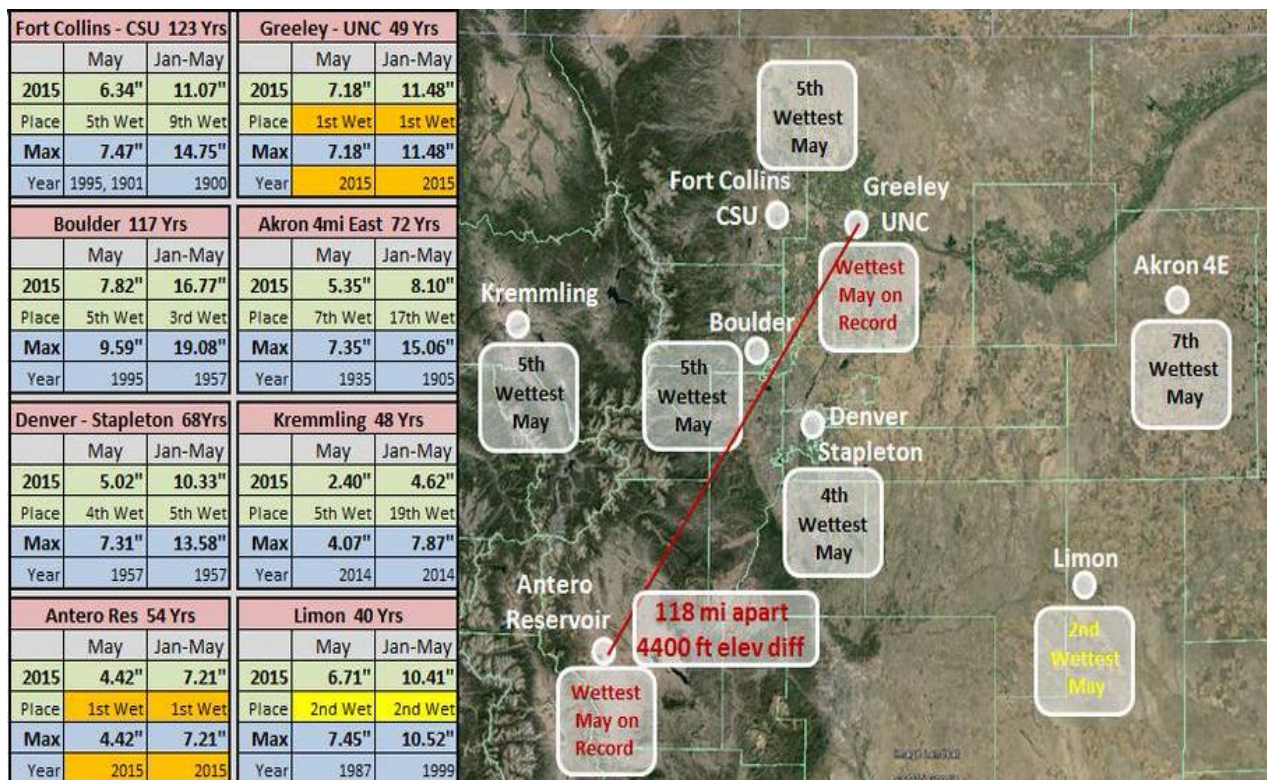 Fort Collins - CSU 123 Yrs
May Jan-May
2015 6.34" 11.07"
Place 5th Wet 9th Wet
Max 7.47" 14.75"
Year 1995, 1901 1900
Greeley - UNC 49 Yrs
May Jan-May
2015 7.18" 11.48"
Place 1st Wet 1st Wet
Max 7.18" 11.48"
Year 2015 2015
Boulder 117 Yrs
May Jan-May
2015 7.82" 16.77"
Place 5th Wet 3rd Wet
Max 9.59" 19.08"
Year 1995 1957
Akron 4mi East 72 Yrs
May Jan-May
2015 5.35" 8.10"
Place 7th Wet 17th Wet
Max 7.35" 15.06"
Year 1935 1905
Denver - Stapleton 68Yrs
May Jan-May
2015 5.02" 10.33"
Place 4th Wet 5th Wet
Max 7.31" 13.58"
Year 1957 1957
Kremmling 48 Yrs
May Jan-May
2015 2.40" 4.62"
Place 5th Wet 19th Wet
Max 4.07" 7.87"
Year 2014 2014
Antero Res 54 Yrs
May Jan-May
2015 4.42" 7.21"
Place 1st Wet 1st Wet
Max 4.42" 7.21"
Year 2015 2015
Limon 40 Yrs
May Jan-May
2015 6.71" 10.41"
Place 2nd Wet 2nd Wet
Max 7.45" 10.52"
Year 1987 1999
5th
Wettest
May
Fort Collins
CSU
Greeley
UNC
Wettest
May on
Record
Akron 4E
7th
Wettest
May
Kremmling
5th
Wettest
May
Boulder
5th
Wettest
May
Denver
Stapleton
4th
Wettest
May
Antero
Reservoir
118 mi apart
4400 ft elev diff
Wettest
May on
Record
Limon
2nd
Wettest
May
Image Landsat